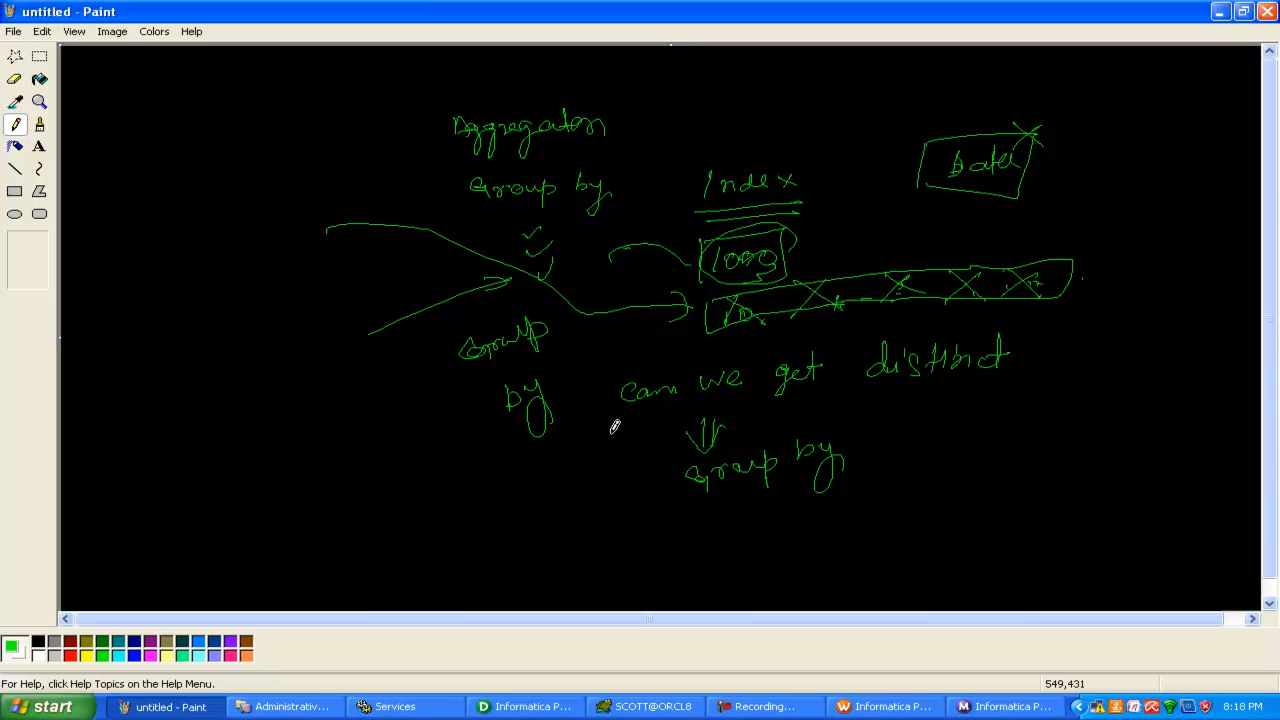 untitled - Paint
File Edit View Image Colors Help
Aggregator
Group by
Index
Data
1000
Group
by
can we get distinct
Group by
For Help, click Help Topics on the Help Menu.
549,431
start
untitled - Paint
Administrativ...
Services
Informatica P...
SCOTT@ORCL8
Recording...
Informatica P...
Informatica P...
8:18 PM